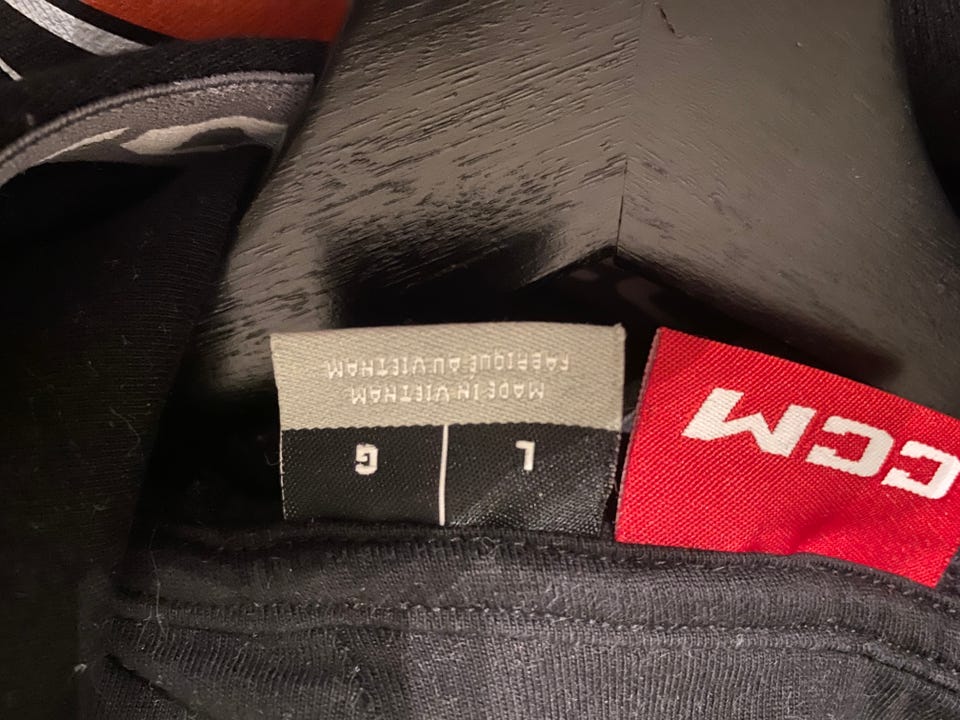 CCM
MADE IN VIETNAM
FABRIQUÉ AU VIETNAM
L G